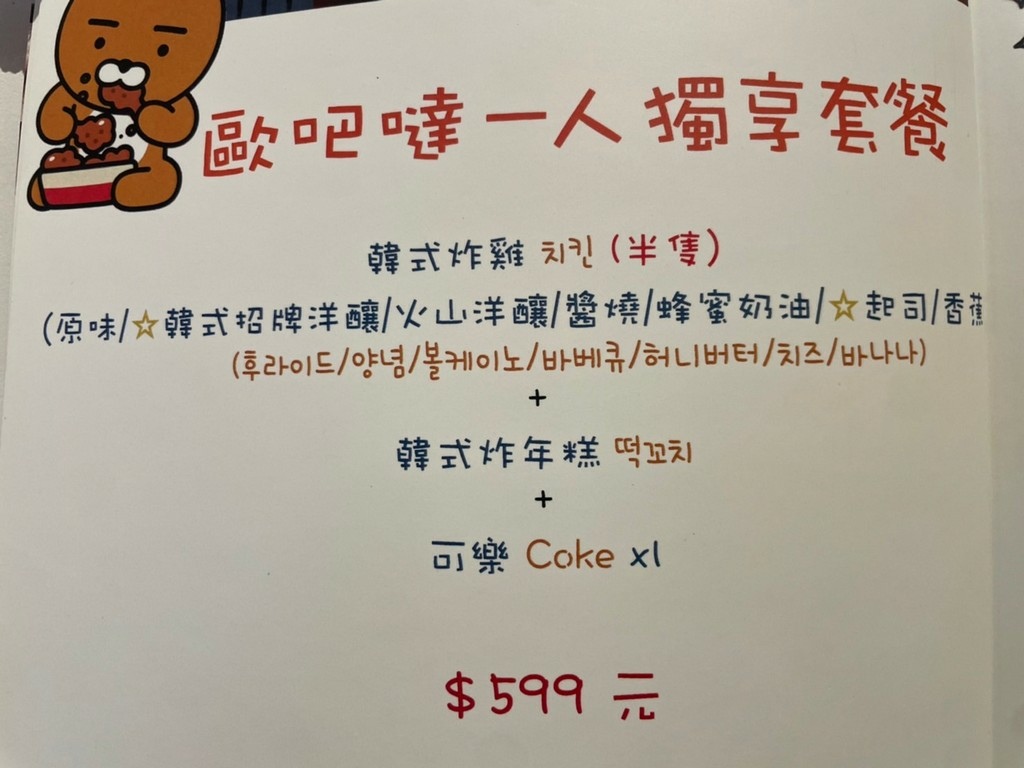 歐吧噠一人獨享套餐
韓式炸雞 치킨 (半隻)
(原味/☆韓式招牌洋釀/火山洋釀/醬燒/蜂蜜奶油/☆起司/香蕉
(후라이드/양념/볼케이노/바베큐/허니버터/치즈/바나나)
+
韓式炸年糕 떡꼬치
+
可樂 Coke x1
$599 元